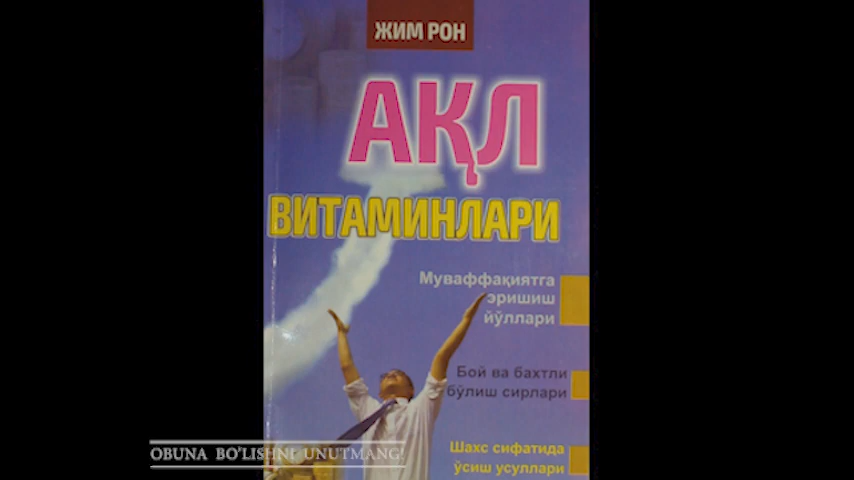 ЖИМ РОН
АҚЛ
ВИТАМИНЛАРИ
Муваффақиятга
эришиш
йўллари
Бой ва бахтли
бўлиш сирлари
Шахс сифатида
ўсиш усуллари
OBUNA BO'LISHNI UNUTMANG!